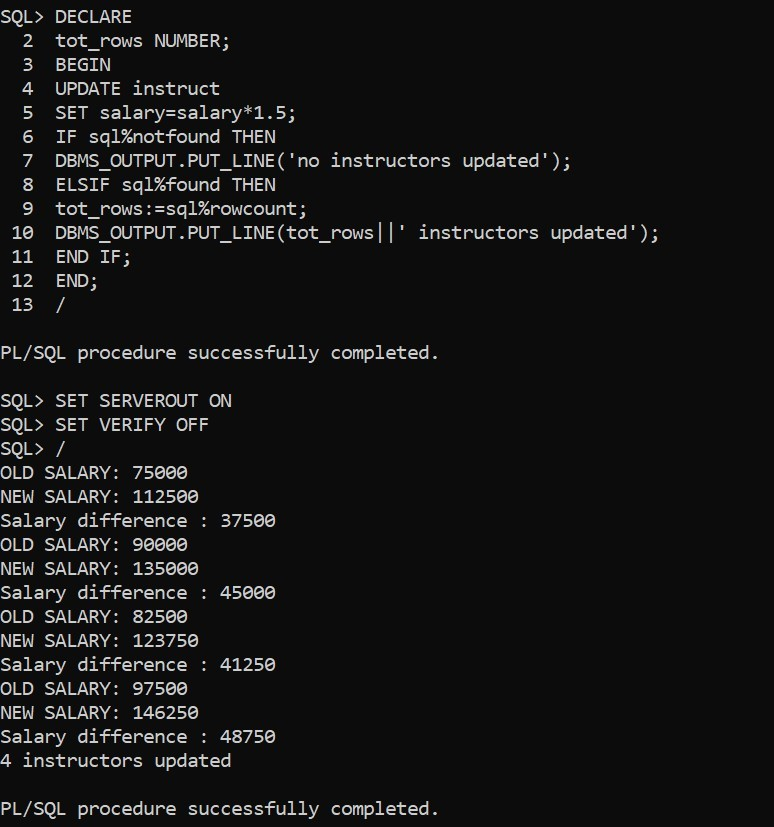 SQL> DECLARE
  2  tot_rows NUMBER;
  3  BEGIN
  4  UPDATE instruct
  5  SET salary=salary*1.5;
  6  IF sql%notfound THEN
  7  DBMS_OUTPUT.PUT_LINE('no instructors updated');
  8  ELSIF sql%found THEN
  9  tot_rows:=sql%rowcount;
 10  DBMS_OUTPUT.PUT_LINE(tot_rows||' instructors updated');
 11  END IF;
 12  END;
 13  /
PL/SQL procedure successfully completed.
SQL> SET SERVEROUT ON
SQL> SET VERIFY OFF
SQL> /
OLD SALARY: 75000
NEW SALARY: 112500
Salary difference : 37500
OLD SALARY: 90000
NEW SALARY: 135000
Salary difference : 45000
OLD SALARY: 82500
NEW SALARY: 123750
Salary difference : 41250
OLD SALARY: 97500
NEW SALARY: 146250
Salary difference : 48750
4 instructors updated
PL/SQL procedure successfully completed.